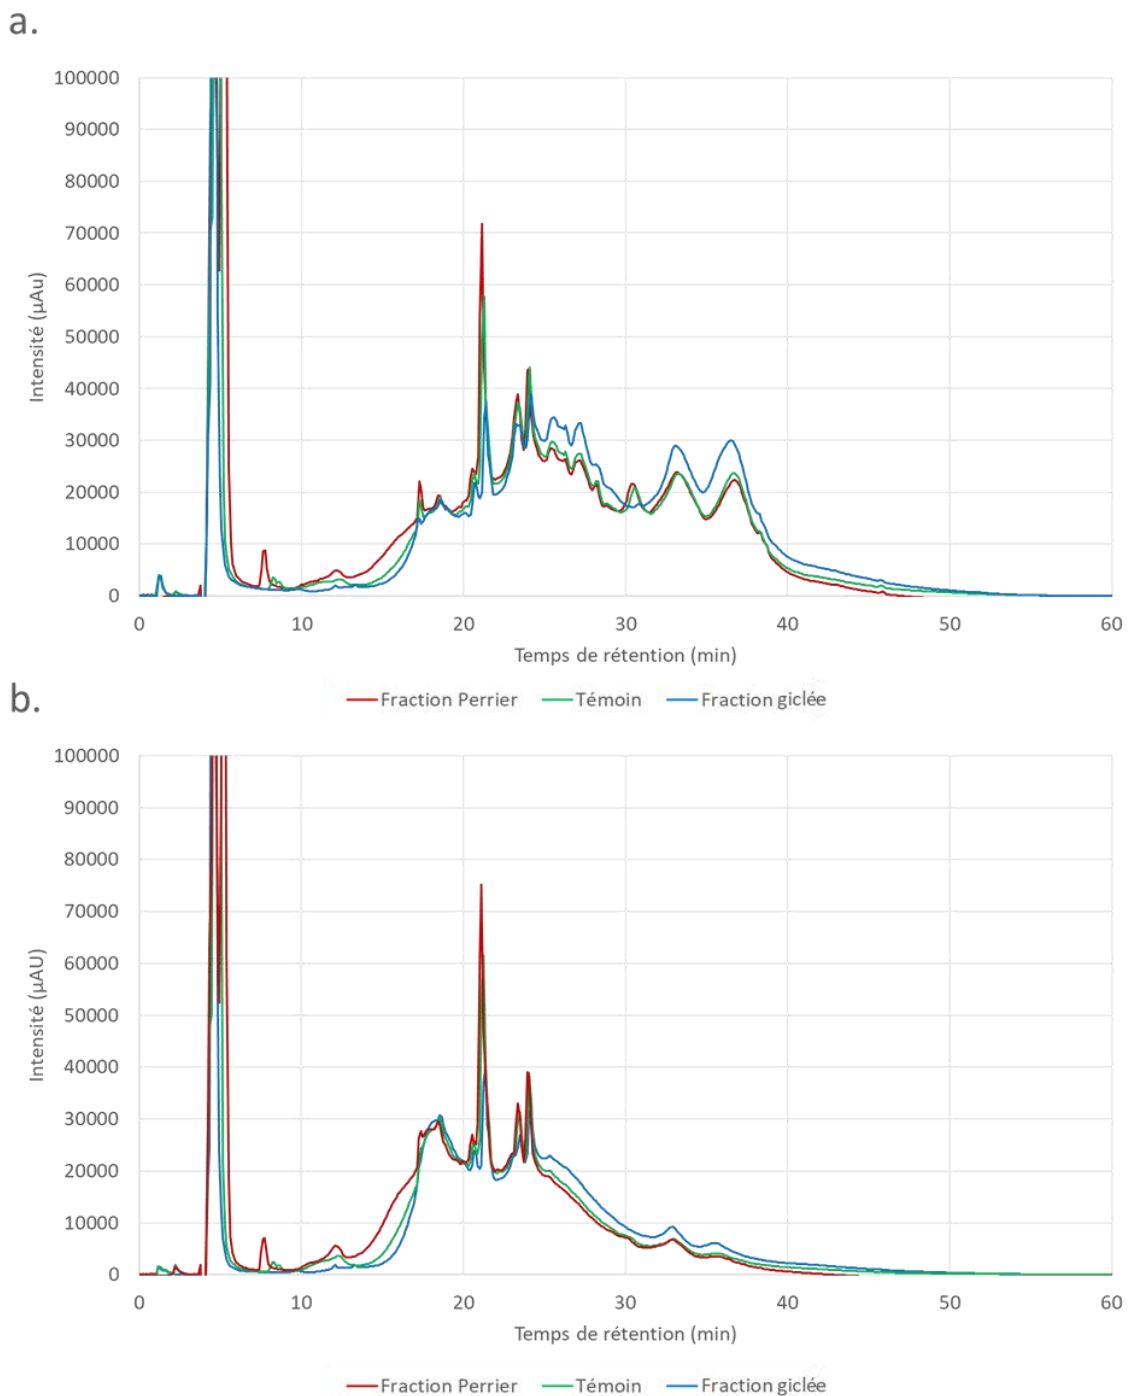 a.
100000
90000
80000
70000
60000
50000
40000
30000
20000
10000
0
Intensité (µAu)
0 10 20 30 40 50 60
Temps de rétention (min)
Fraction Perrier Témoin Fraction giclée
b.
100000
90000
80000
70000
60000
50000
40000
30000
20000
10000
0
Intensité (µAU)
0 10 20 30 40 50 60
Temps de rétention (min)
Fraction Perrier Témoin Fraction giclée